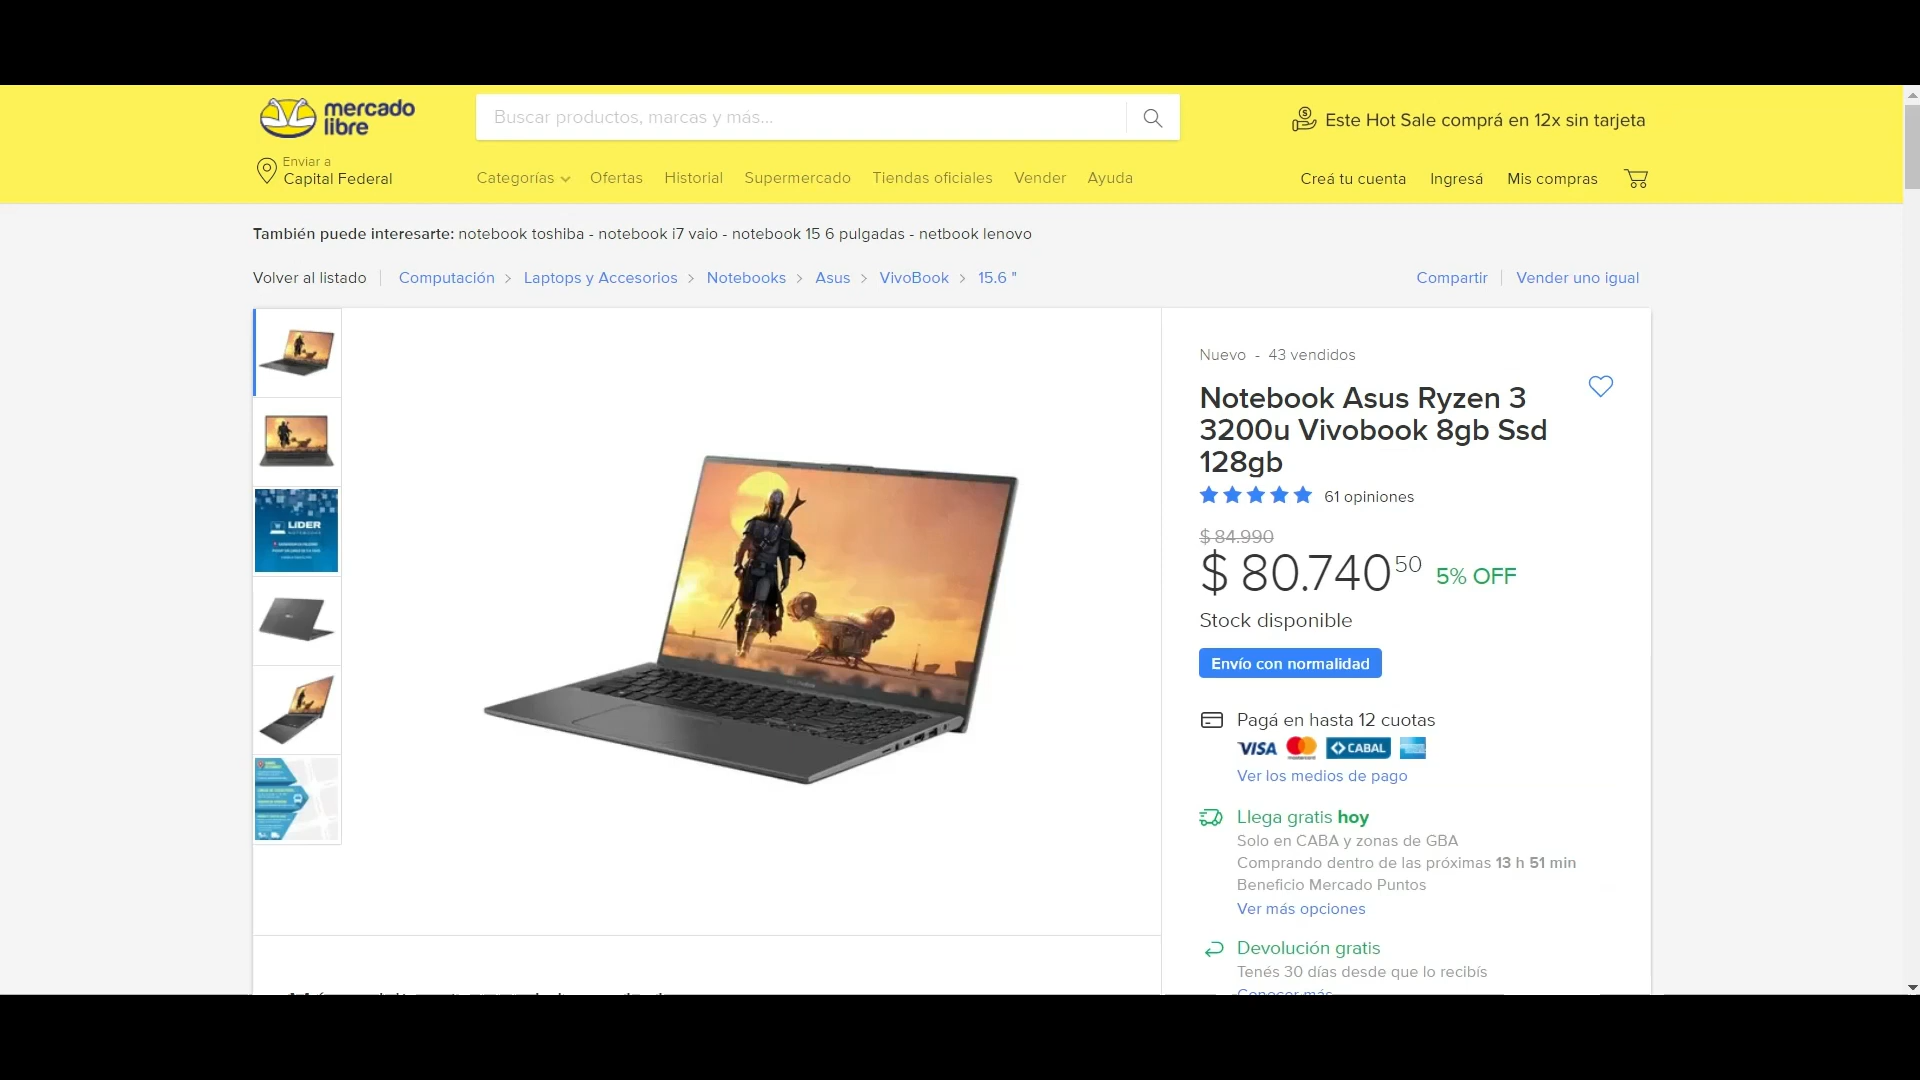 mercado
libre
Buscar productos, marcas y más...
Este Hot Sale comprá en 12x sin tarjeta
Enviar a
Capital Federal
Categorías Ofertas Historial Supermercado Tiendas oficiales Vender Ayuda
Creá tu cuenta Ingresá Mis compras
También puede interesarte: notebook toshiba - notebook i7 vaio - notebook 15 6 pulgadas - netbook lenovo
Volver al listado Computación > Laptops y Accesorios > Notebooks > Asus > VivoBook > 15.6 "
Compartir Vender uno igual
LIDER
Nuevo - 43 vendidos
Notebook Asus Ryzen 3
3200u Vivobook 8gb Ssd
128gb
61 opiniones
$ 84.990
$ 80.740 50 5% OFF
Stock disponible
Envío con normalidad
Pagá en hasta 12 cuotas
VISA mastercard CABAL
Ver los medios de pago
Llega gratis hoy
Solo en CABA y zonas de GBA
Comprando dentro de las próximas 13 h 51 min
Beneficio Mercado Puntos
Ver más opciones
Devolución gratis
Tenés 30 días desde que lo recibís
Conocer más